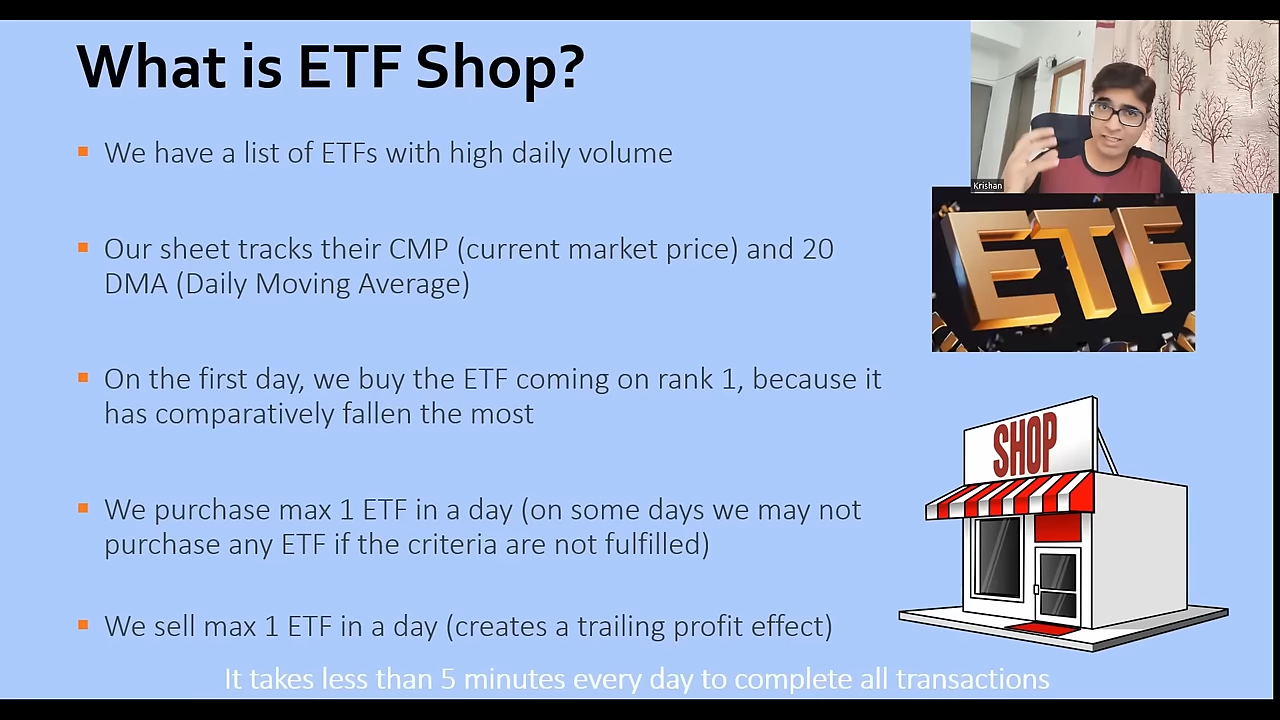 What is ETF Shop?
We have a list of ETFs with high daily volume
Our sheet tracks their CMP (current market price) and 20
DMA (Daily Moving Average)
On the first day, we buy the ETF coming on rank 1, because it
has comparatively fallen the most
We purchase max 1 ETF in a day (on some days we may not
purchase any ETF if the criteria are not fulfilled)
We sell max 1 ETF in a day (creates a trailing profit effect)
It takes less than 5 minutes every day to complete all transactions
Krishan
ETF
SHOP